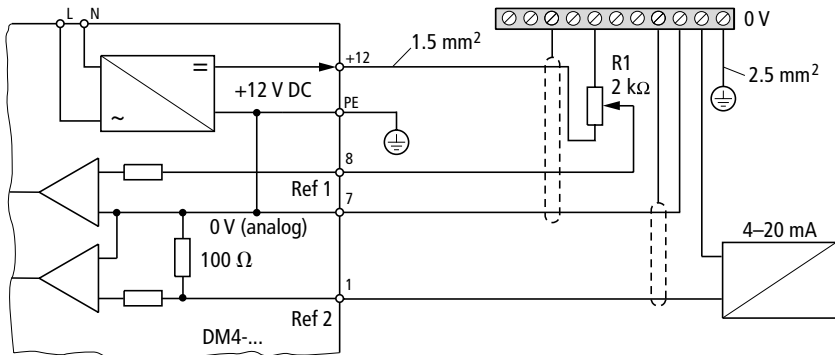 L N
0 V
+12
1.5 mm²
R1
2 kΩ
2.5 mm²
=
+12 V DC
~
PE
8
Ref 1
7
0 V (analog)
100 Ω
4–20 mA
1
Ref 2
DM4-...